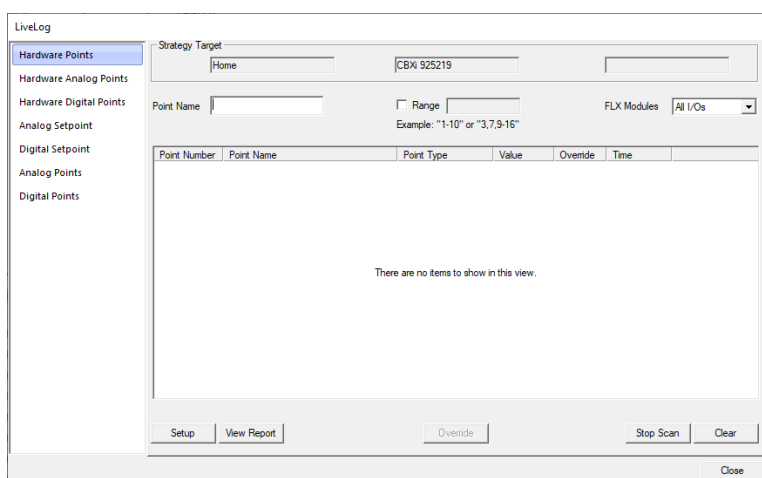 LiveLog
Hardware Points
Hardware Analog Points
Hardware Digital Points
Analog Setpoint
Digital Setpoint
Analog Points
Digital Points
Strategy Target
Home CBXi 925219
Point Name Range FLX Modules All I/Os
Example: "1-10" or "3,7,9-16"
Point Number Point Name Point Type Value Override Time
There are no items to show in this view.
Setup View Report Override Stop Scan Clear
Close